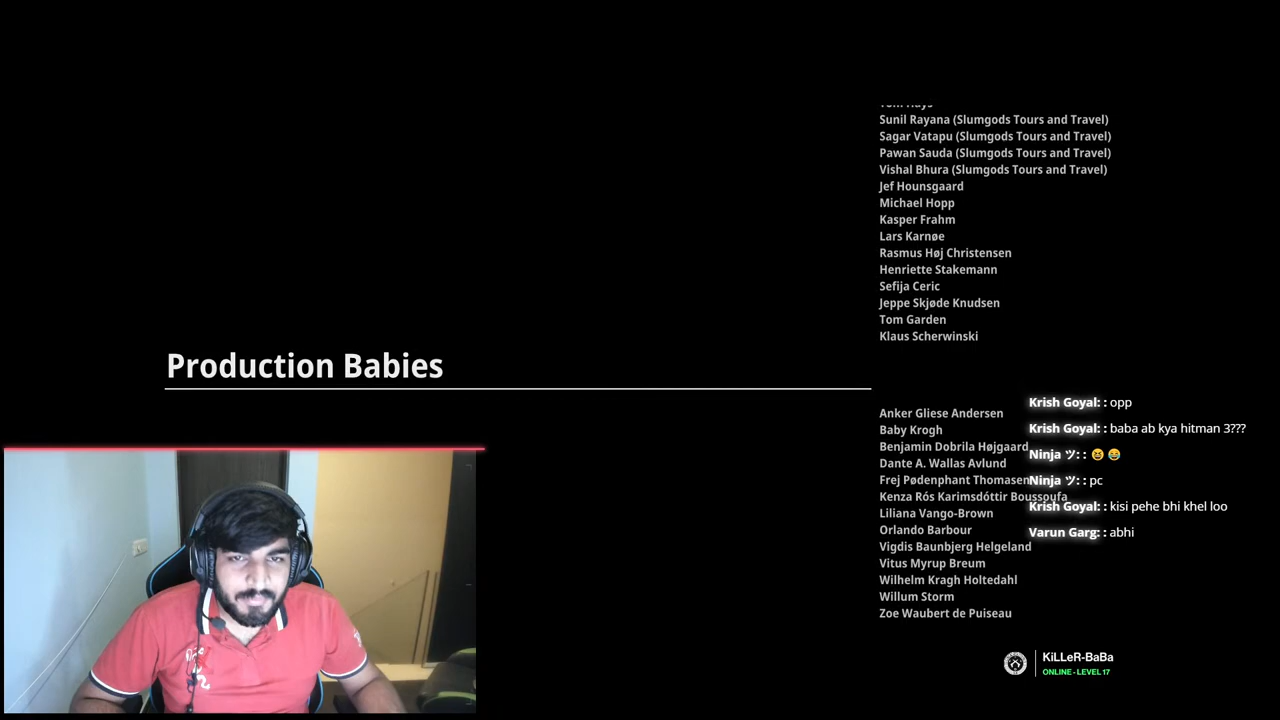 Sunil Rayana (Slumgods Tours and Travel)
Sagar Vatapu (Slumgods Tours and Travel)
Pawan Sauda (Slumgods Tours and Travel)
Vishal Bhura (Slumgods Tours and Travel)
Jef Hounsgaard
Michael Hopp
Kasper Frahm
Lars Karnøe
Rasmus Høj Christensen
Henriette Stakemann
Sefija Ceric
Jeppe Skjøde Knudsen
Tom Garden
Klaus Scherwinski
Production Babies
Anker Gliese Andersen
Baby Krogh
Benjamin Dobrila Højgaard
Dante A. Wallas Avlund
Frej Pødenphant Thomasen
Kenza Rós Karimsdóttir Boussoufa
Liliana Vango-Brown
Orlando Barbour
Vigdis Baunbjerg Helgeland
Vitus Myrup Breum
Wilhelm Kragh Holtedahl
Willum Storm
Zoe Waubert de Puiseau
Krish Goyal: : opp
Krish Goyal: : baba ab kya hitman 3???
Ninja ツ: : 😆 😂
Ninja ツ: : pc
Krish Goyal: : kisi pehe bhi khel loo
Varun Garg: : abhi
KiLLeR-BaBa
ONLINE - LEVEL 17